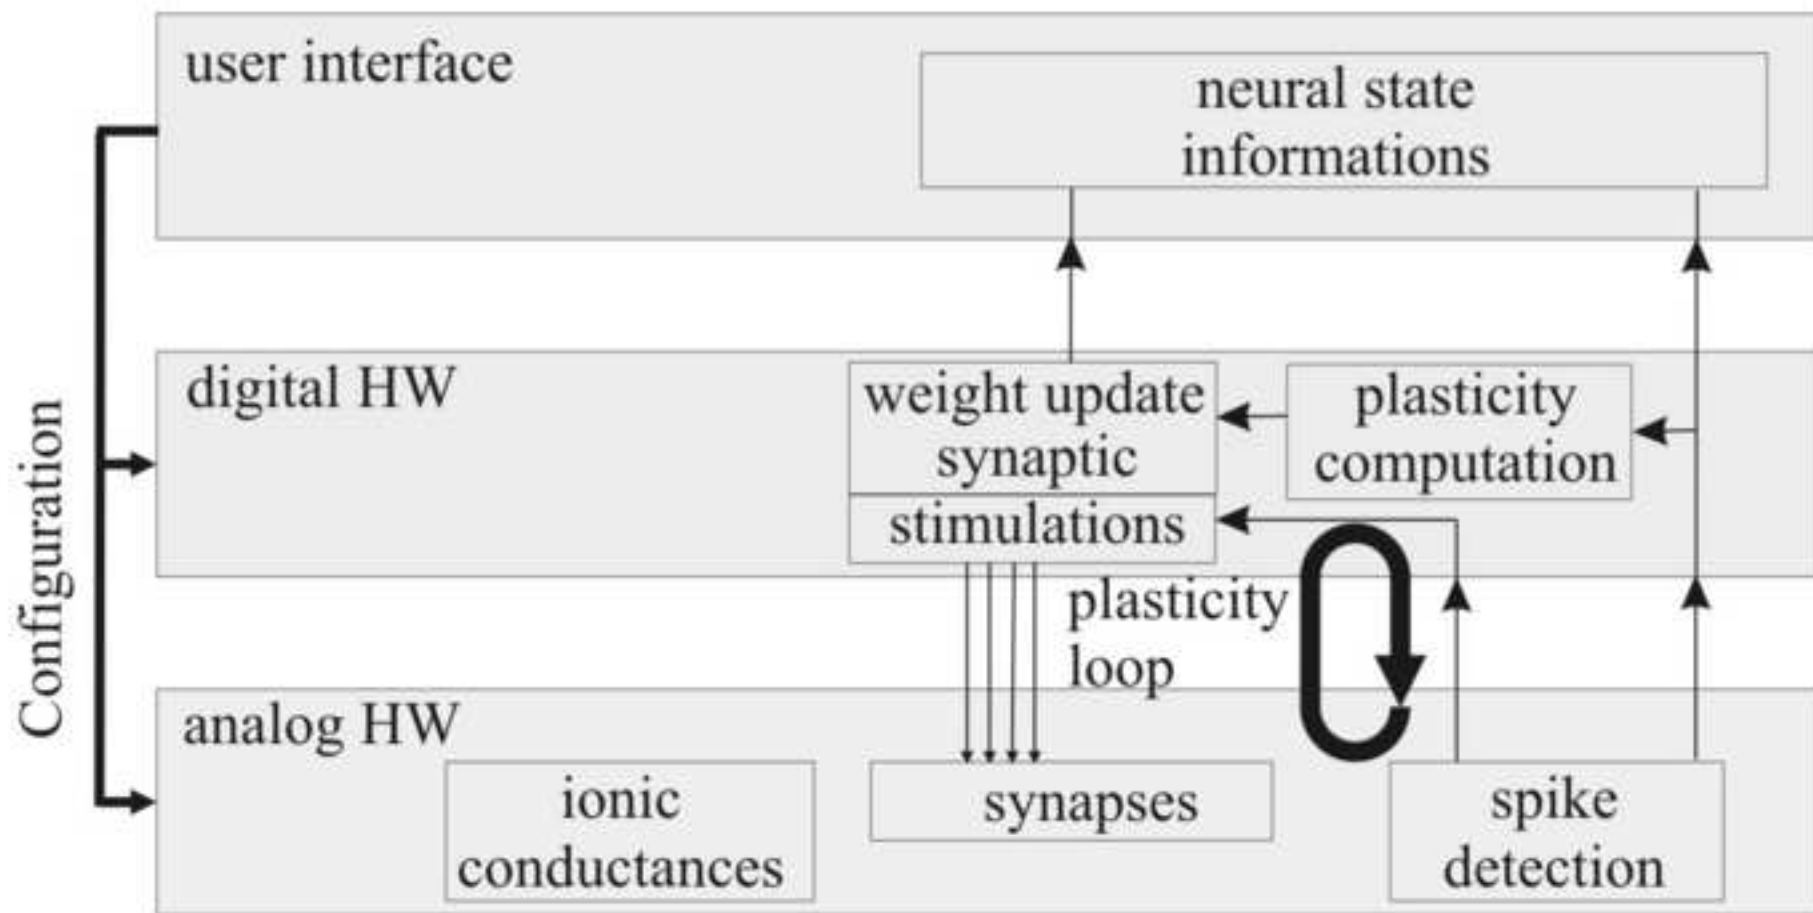 user interface
neural state
informations
Configuration
digital HW
weight update
synaptic
stimulations
plasticity
computation
plasticity
loop
analog HW
ionic
conductances
synapses
spike
detection